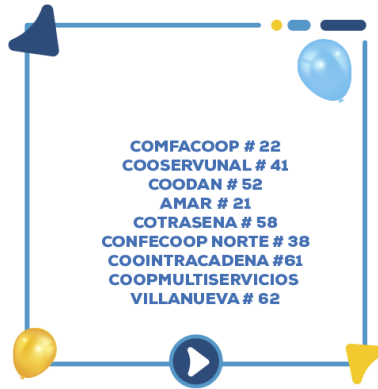 COMFACOOP # 22
COOSERVUNAL # 41
COODAN # 52
AMAR # 21
COTRASENA # 58
CONFECOOP NORTE # 38
COOINTRACADENA #61
COOPMULTISERVICIOS
VILLANUEVA # 62